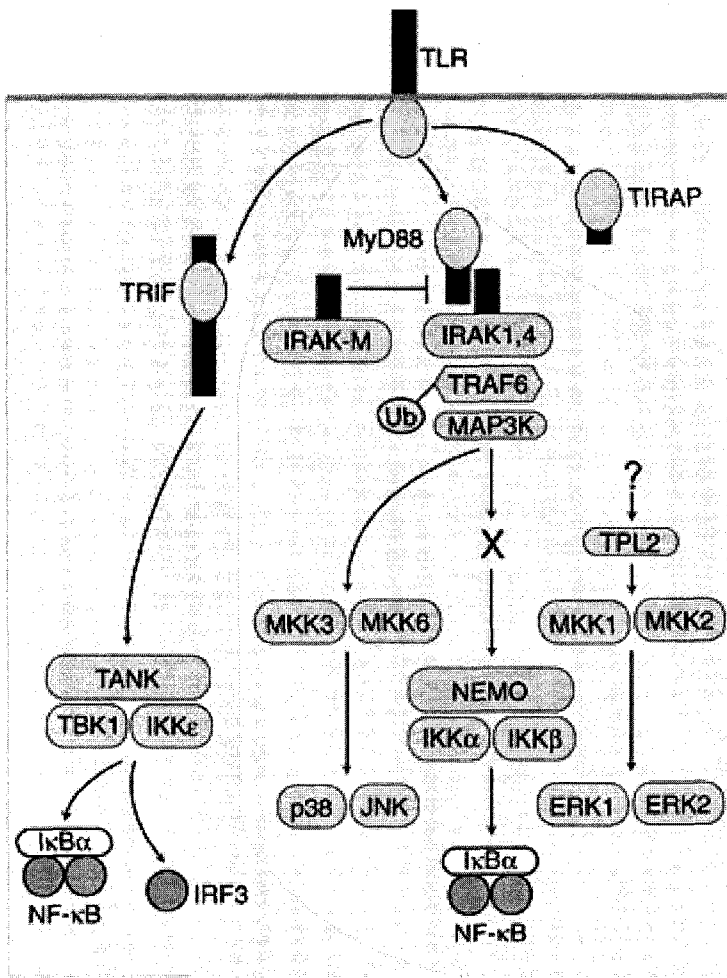 TLR
TIRAP
MyD88
TRIF
IRAK-M
IRAK1,4
TRAF6
Ub
MAP3K
?
X
TPL2
MKK3 MKK6
MKK1 MKK2
TANK
NEMO
TBK1 IKKε
IKKα IKKβ
p38 JNK
ERK1 ERK2
IκBα
IRF3
NF-κB
IκBα
NF-κB